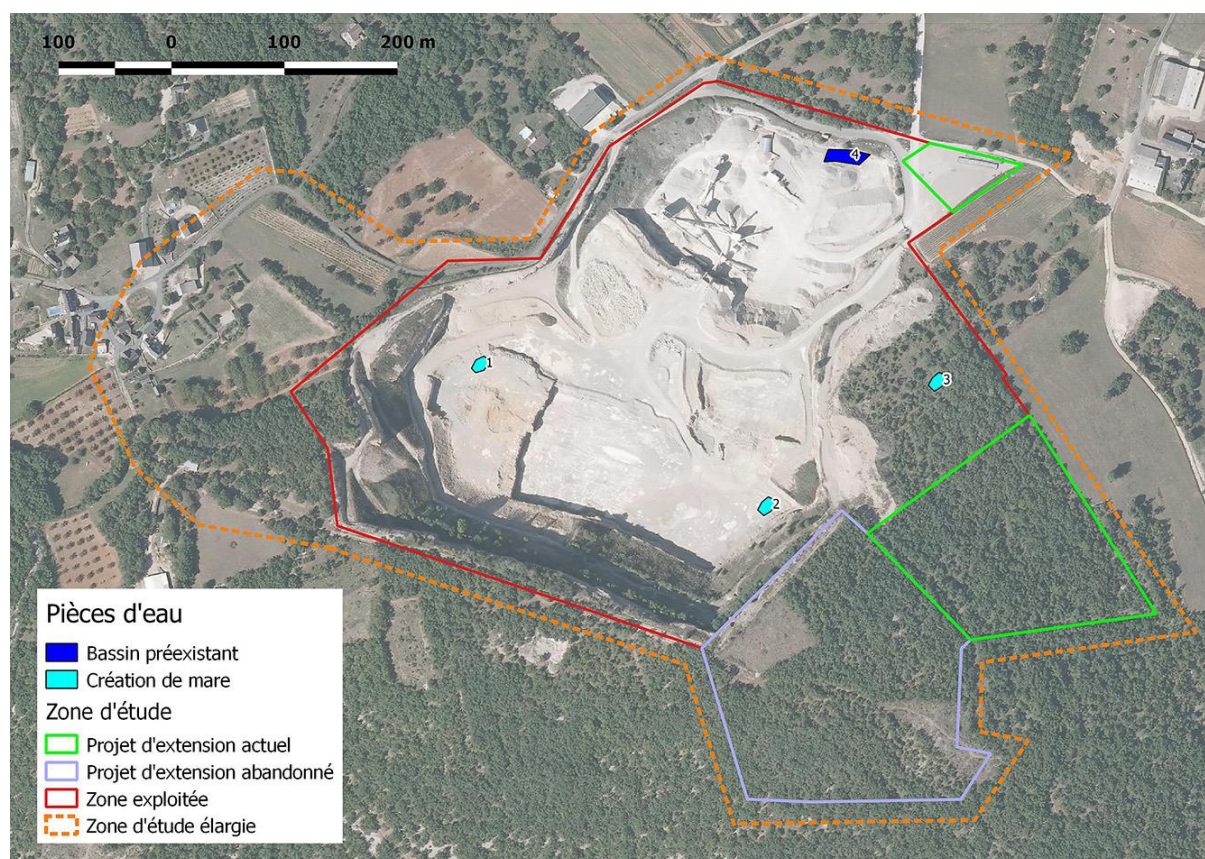 100 0 100 200 m
4
3
1
2
Pièces d'eau
Bassin préexistant
Création de mare
Zone d'étude
Projet d'extension actuel
Projet d'extension abandonné
Zone exploitée
Zone d'étude élargie